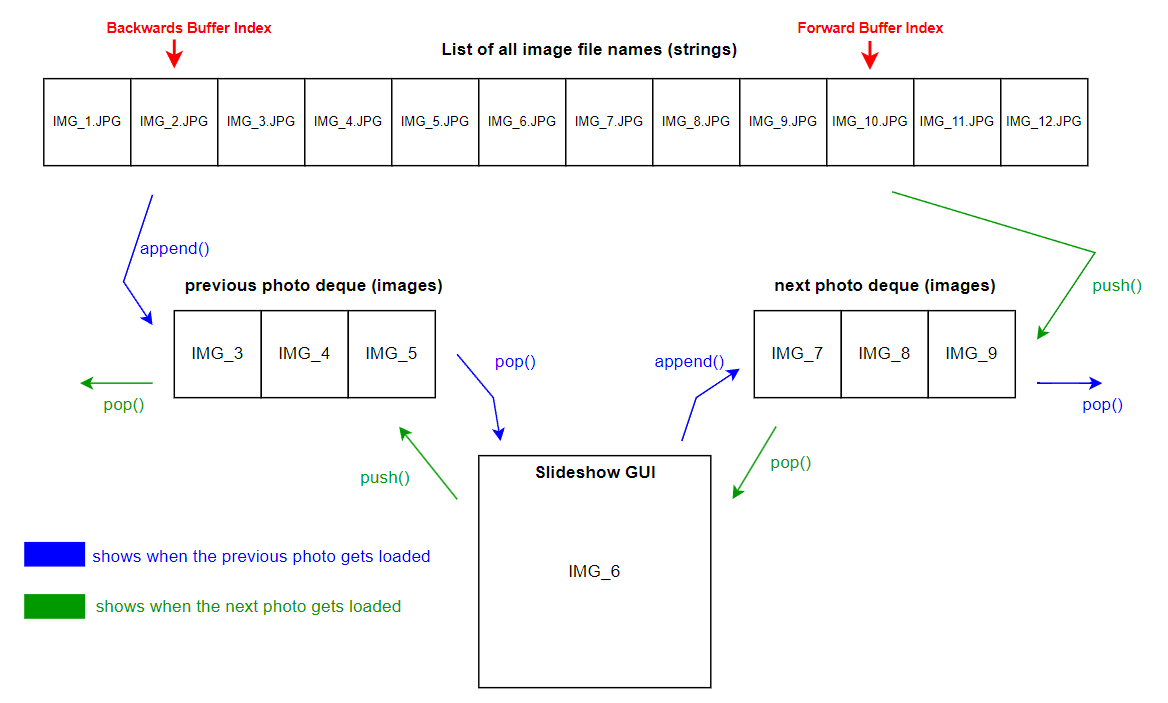 Backwards Buffer Index
Forward Buffer Index
List of all image file names (strings)
IMG_1.JPG IMG_2.JPG IMG_3.JPG IMG_4.JPG IMG_5.JPG IMG_6.JPG IMG_7.JPG IMG_8.JPG IMG_9.JPG IMG_10.JPG IMG_11.JPG IMG_12.JPG
append()
previous photo deque (images)
next photo deque (images)
push()
IMG_3 IMG_4 IMG_5
pop()
append()
IMG_7 IMG_8 IMG_9
pop()
pop()
push()
pop()
Slideshow GUI
IMG_6
shows when the previous photo gets loaded
shows when the next photo gets loaded